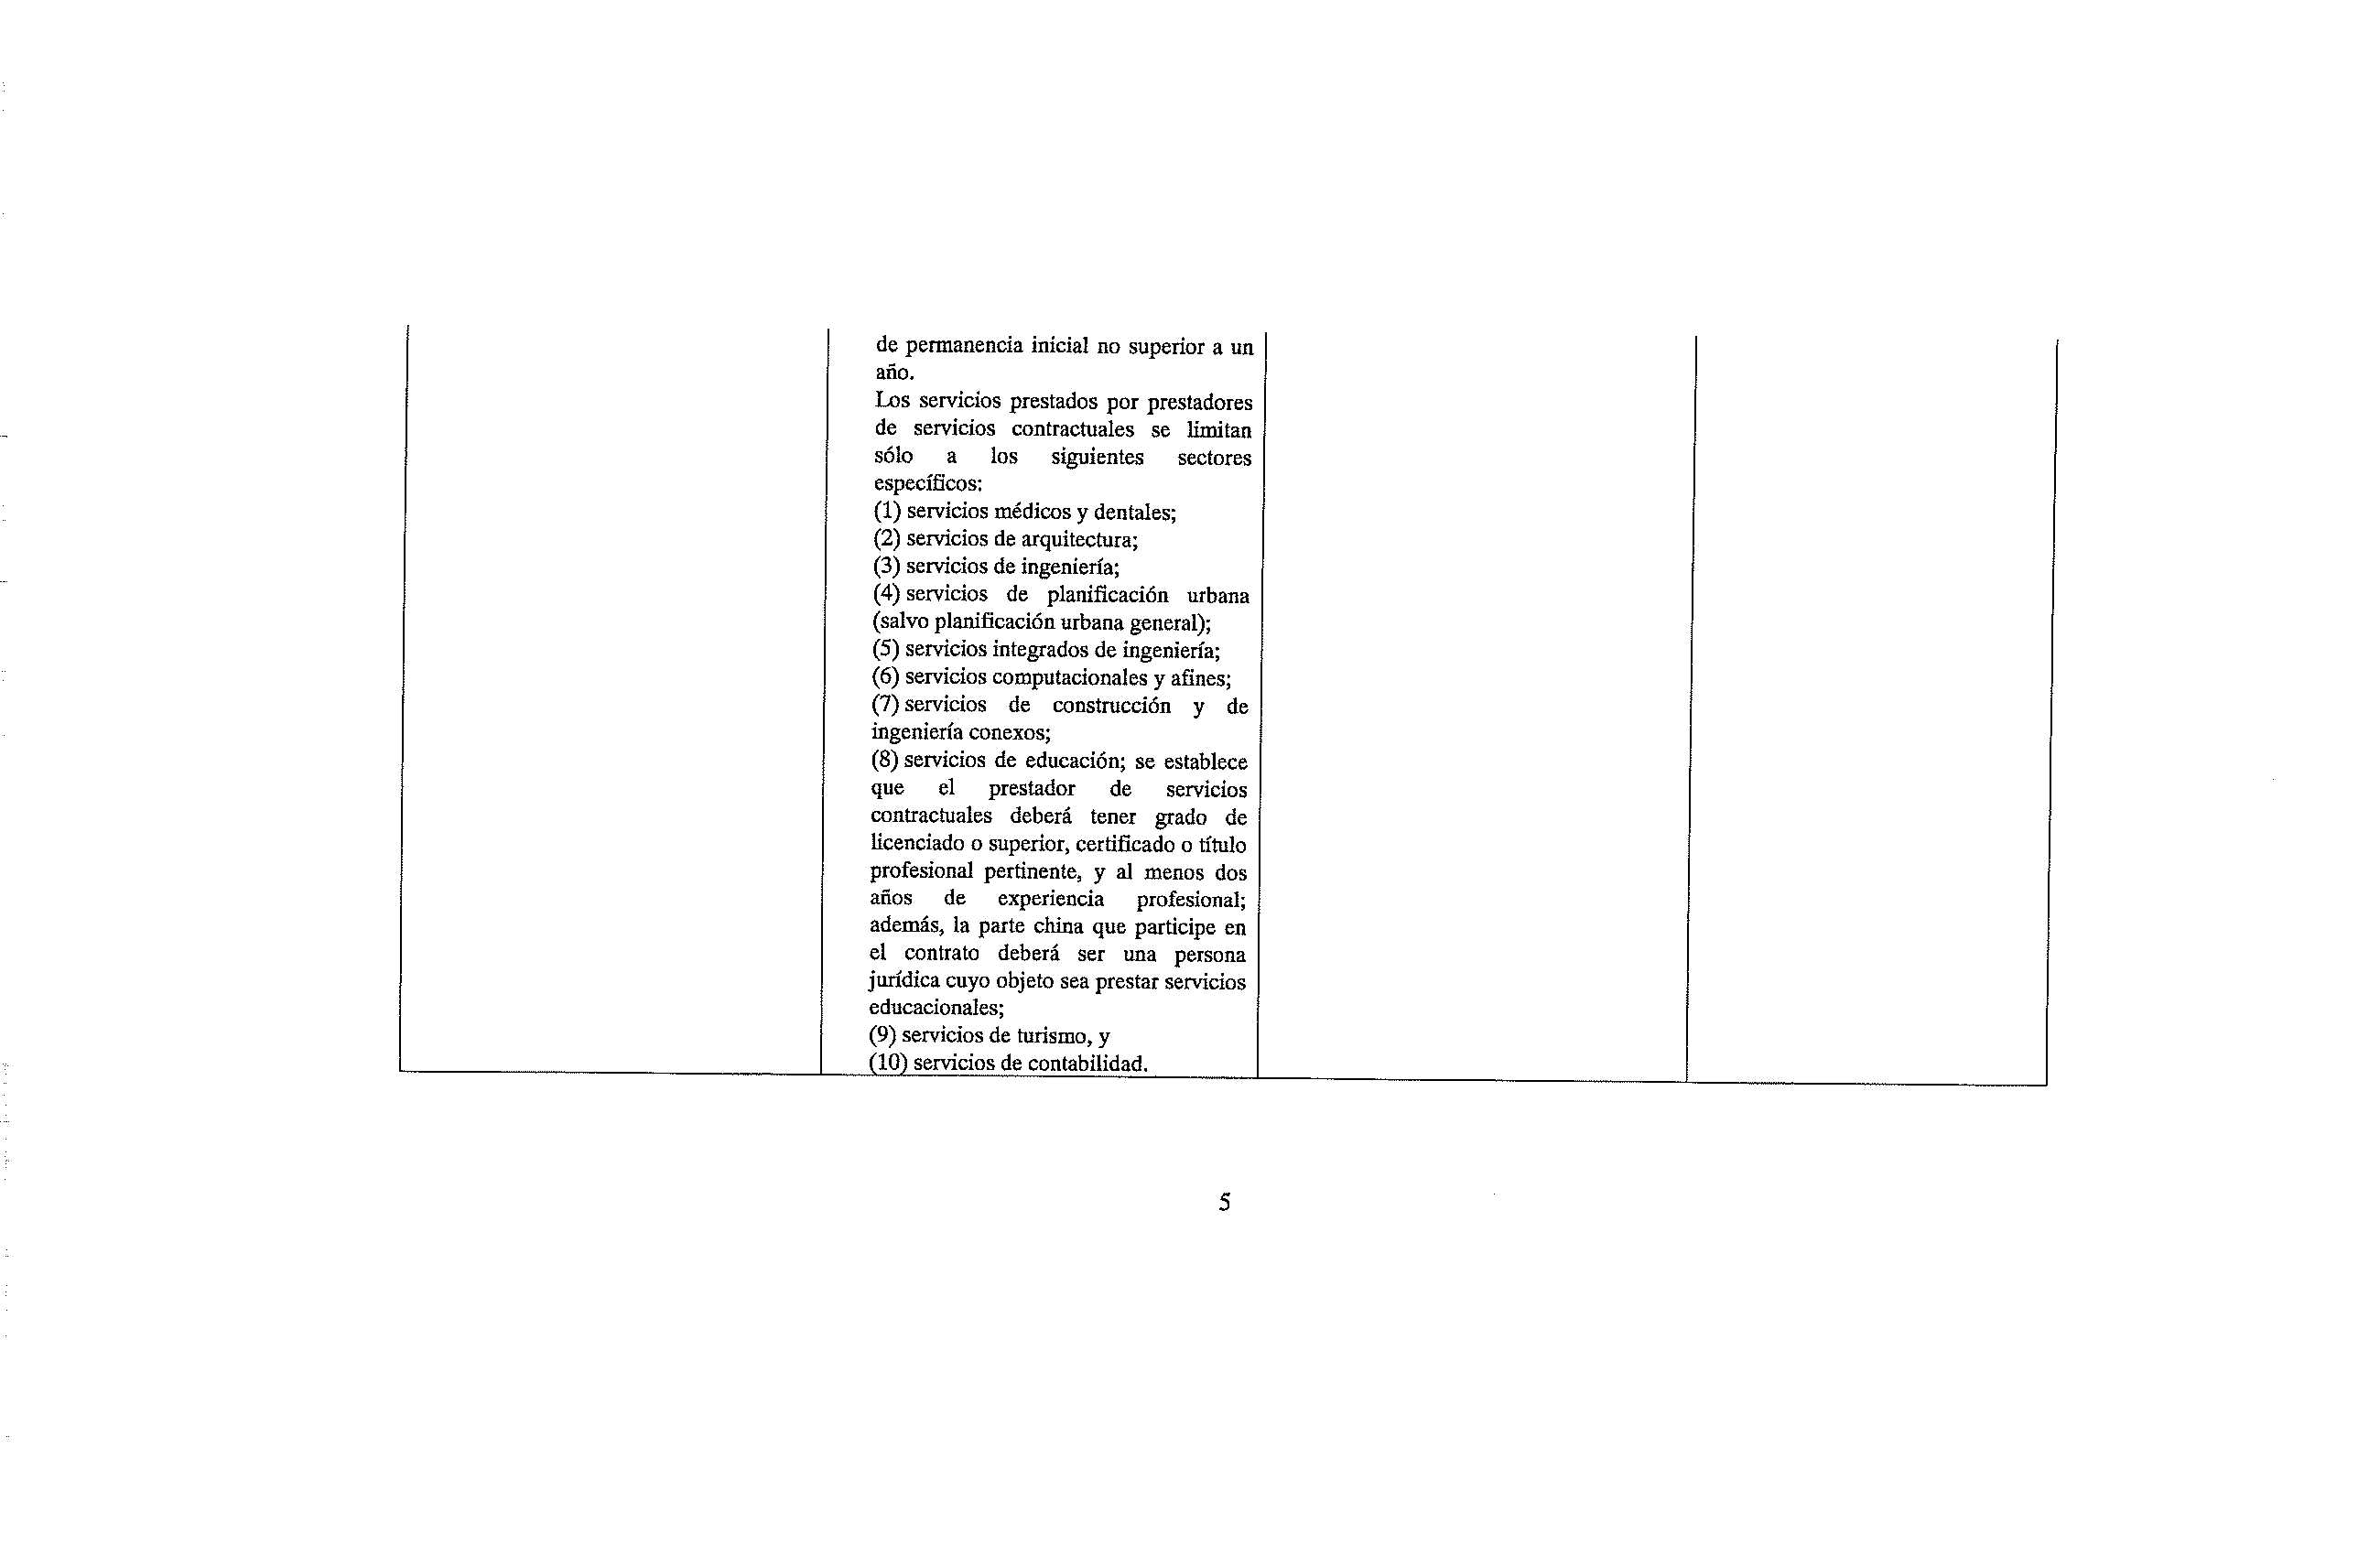 de permanencia inicial no superior a un
año.
Los servicios prestados por prestadores
de servicios contractuales se limitan
sólo a los siguientes sectores
específicos:
(1) servicios médicos y dentales;
(2) servicios de arquitectura;
(3) servicios de ingeniería;
(4) servicios de planificación urbana
(salvo planificación urbana general);
(5) servicios integrados de ingeniería;
(6) servicios computacionales y afines;
(7) servicios de construcción y de
ingeniería conexos;
(8) servicios de educación; se establece
que el prestador de servicios
contractuales deberá tener grado de
licenciado o superior, certificado o título
profesional pertinente, y al menos dos
años de experiencia profesional;
además, la parte china que participe en
el contrato deberá ser una persona
jurídica cuyo objeto sea prestar servicios
educacionales;
(9) servicios de turismo, y
(10) servicios de contabilidad.
5